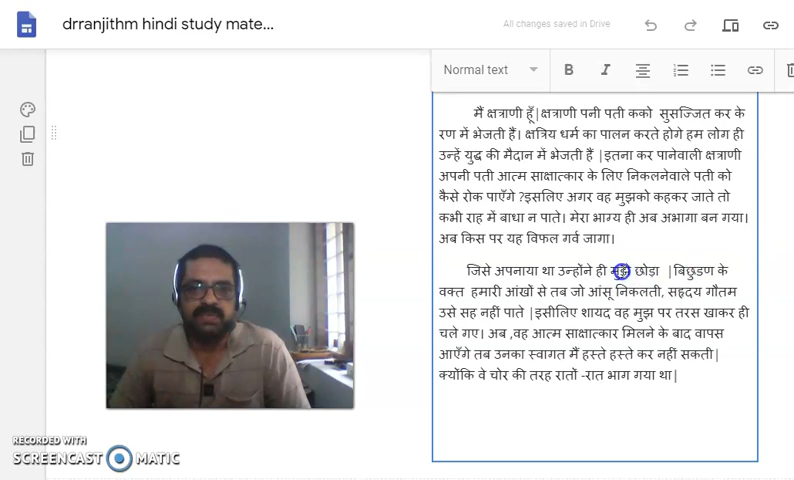 drranjithm hindi study mate...
All changes saved in Drive
Normal text
B I
मैं क्षत्राणी हूँ|क्षत्राणी पनी पती कको सुसज्जित कर के
रण में भेजती हैं। क्षत्रिय धर्म का पालन करते होगे हम लोग ही
उन्हें युद्ध की मैदान में भेजती हैं |इतना कर पानेवाली क्षत्राणी
अपनी पती आत्म साक्षात्कार के लिए निकलनेवाले पती को
कैसे रोक पाएँगे ?इसलिए अगर वह मुझको कहकर जाते तो
कभी राह में बाधा न पाते। मेरा भाग्य ही अब अभागा बन गया।
अब किस पर यह विफल गर्व जागा।
जिसे अपनाया था उन्होंने ही मुझे छोड़ा |बिछुडण के
वक्त हमारी आंखों से तब जो आंसू निकलती, सहृदय गौतम
उसे सह नहीं पाते |इसीलिए शायद वह मुझ पर तरस खाकर ही
चले गए। अब ,वह आत्म साक्षात्कार मिलने के बाद वापस
आएँगे तब उनका स्वागत मैं हस्ते हस्ते कर नहीं सकती|
क्योंकि वे चोर की तरह रातों -रात भाग गया था|
RECORDED WITH
SCREENCAST MATIC